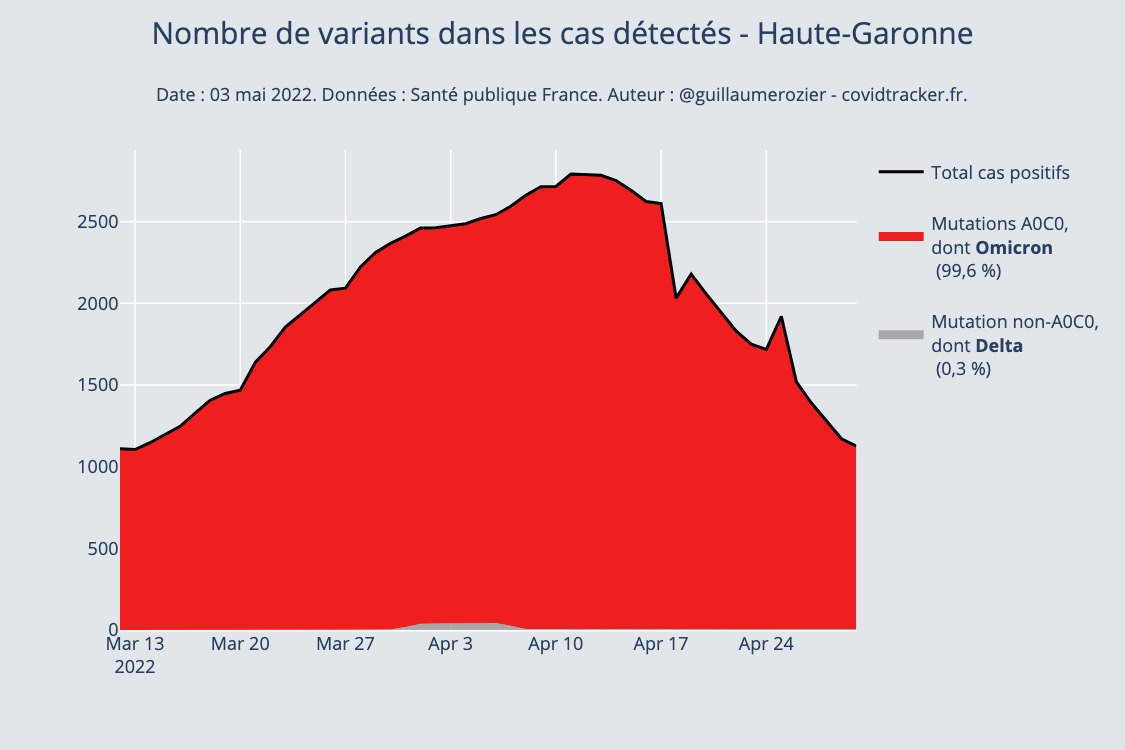 Nombre de variants dans les cas détectés - Haute-Garonne
Date : 03 mai 2022. Données : Santé publique France. Auteur : @guillaumerozier - covidtracker.fr.
Total cas positifs
Mutations A0C0,
dont Omicron
(99,6 %)
Mutation non-A0C0,
dont Delta
(0,3 %)
2500
2000
1500
1000
500
0
Mar 13
2022
Mar 20
Mar 27
Apr 3
Apr 10
Apr 17
Apr 24